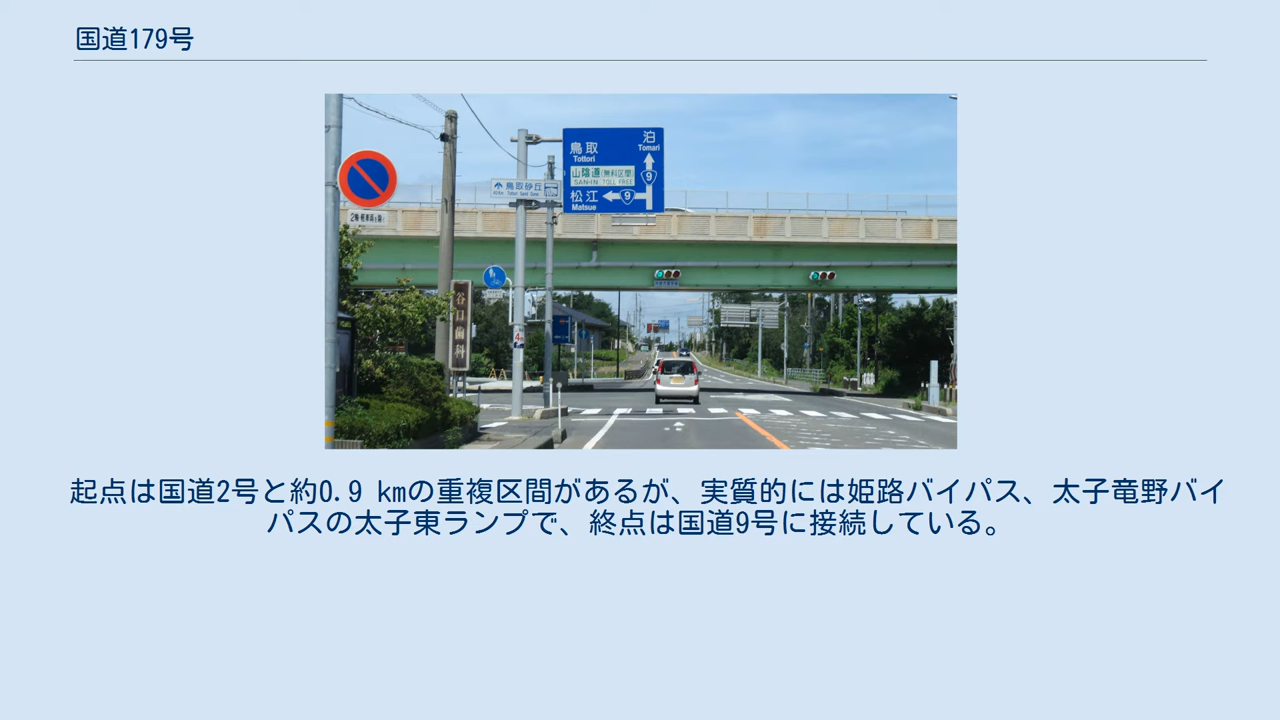 国道179号
泊
Tomari
鳥取
Tottori
山陰道(無料区間)
SAN-IN TOLL FREE
9
松江
Matsue
9
鳥取砂丘
谷口歯科
起点は国道2号と約0.9 kmの重複区間があるが、実質的には姫路バイパス、太子竜野バイ
パスの太子東ランプで、終点は国道9号に接続している。